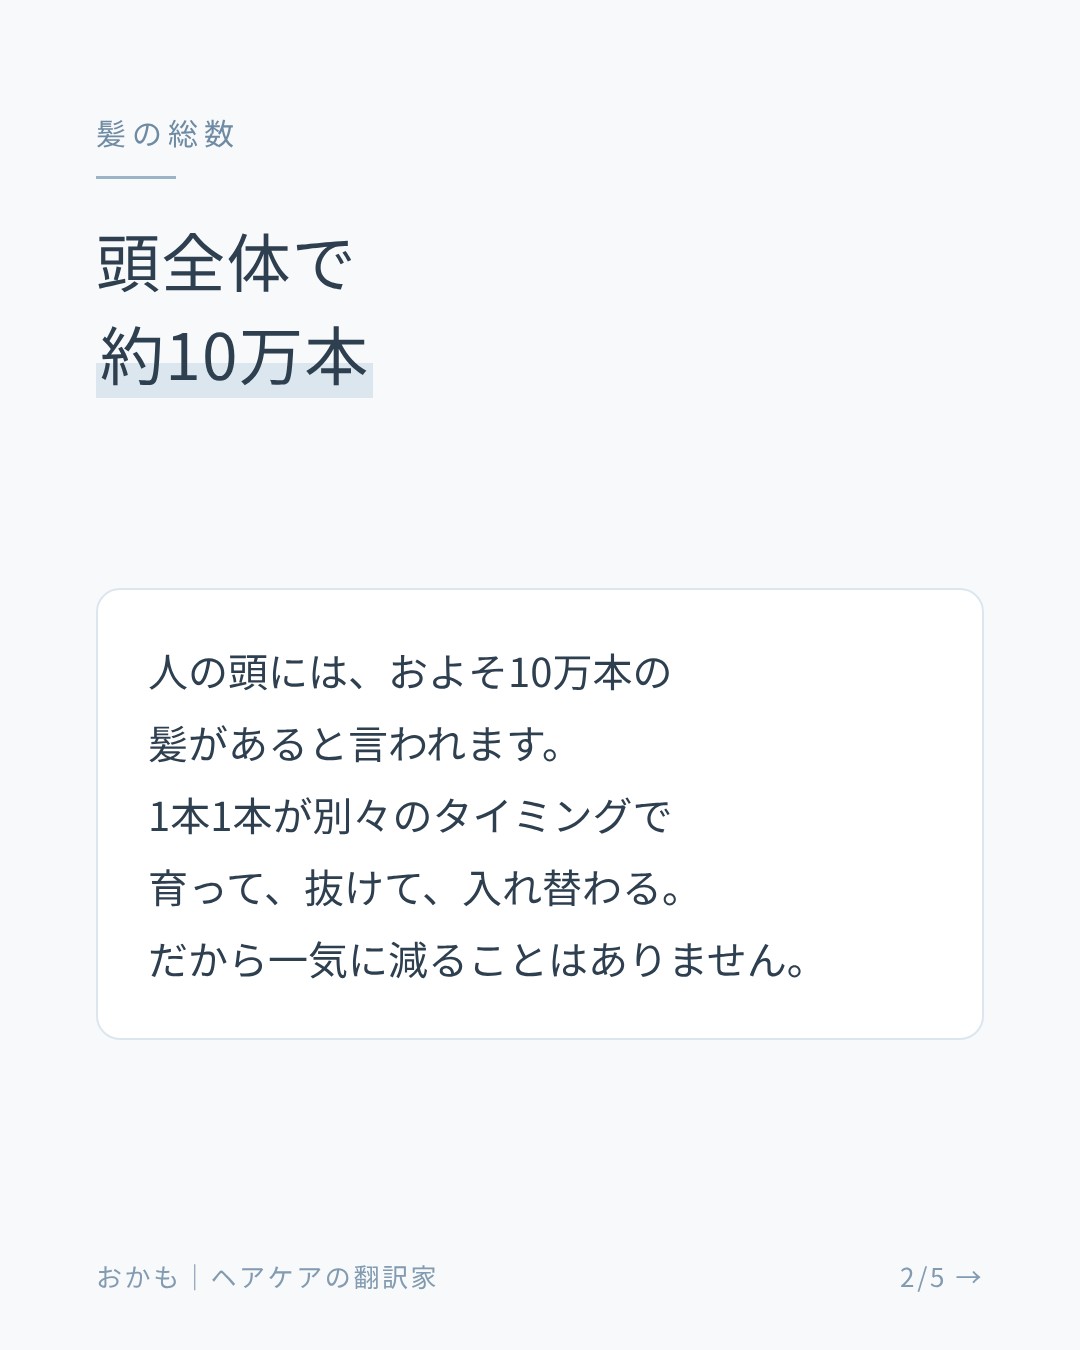 髪の総数
頭全体で
約10万本
人の頭には、およそ10万本の
髪があると言われます。
1本1本が別々のタイミングで
育って、抜けて、入れ替わる。
だから一気に減ることはありません。
おかも｜ヘアケアの翻訳家
2/5 →